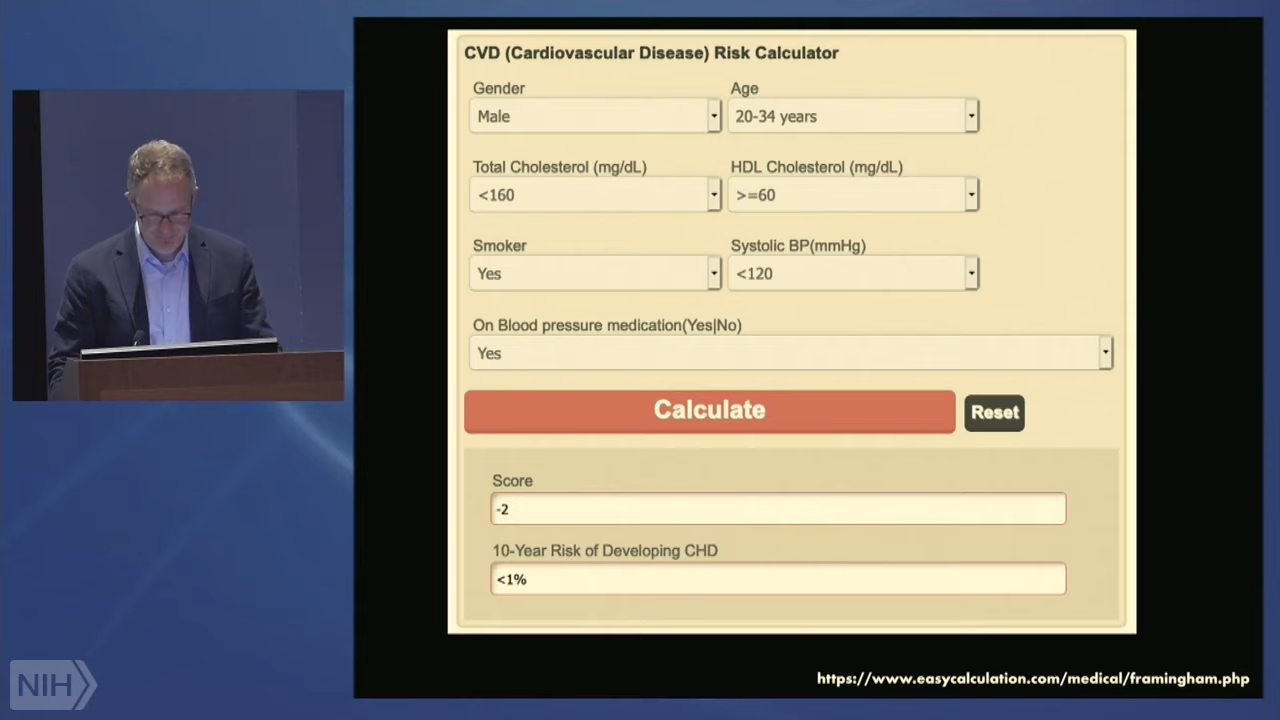 CVD (Cardiovascular Disease) Risk Calculator
Gender Age
Male 20-34 years
Total Cholesterol (mg/dL) HDL Cholesterol (mg/dL)
<160 >=60
Smoker Systolic BP(mmHg)
Yes <120
On Blood pressure medication(Yes|No)
Yes
Calculate Reset
Score
-2
10-Year Risk of Developing CHD
<1%
https://www.easycalculation.com/medical/framingham.php
NIH